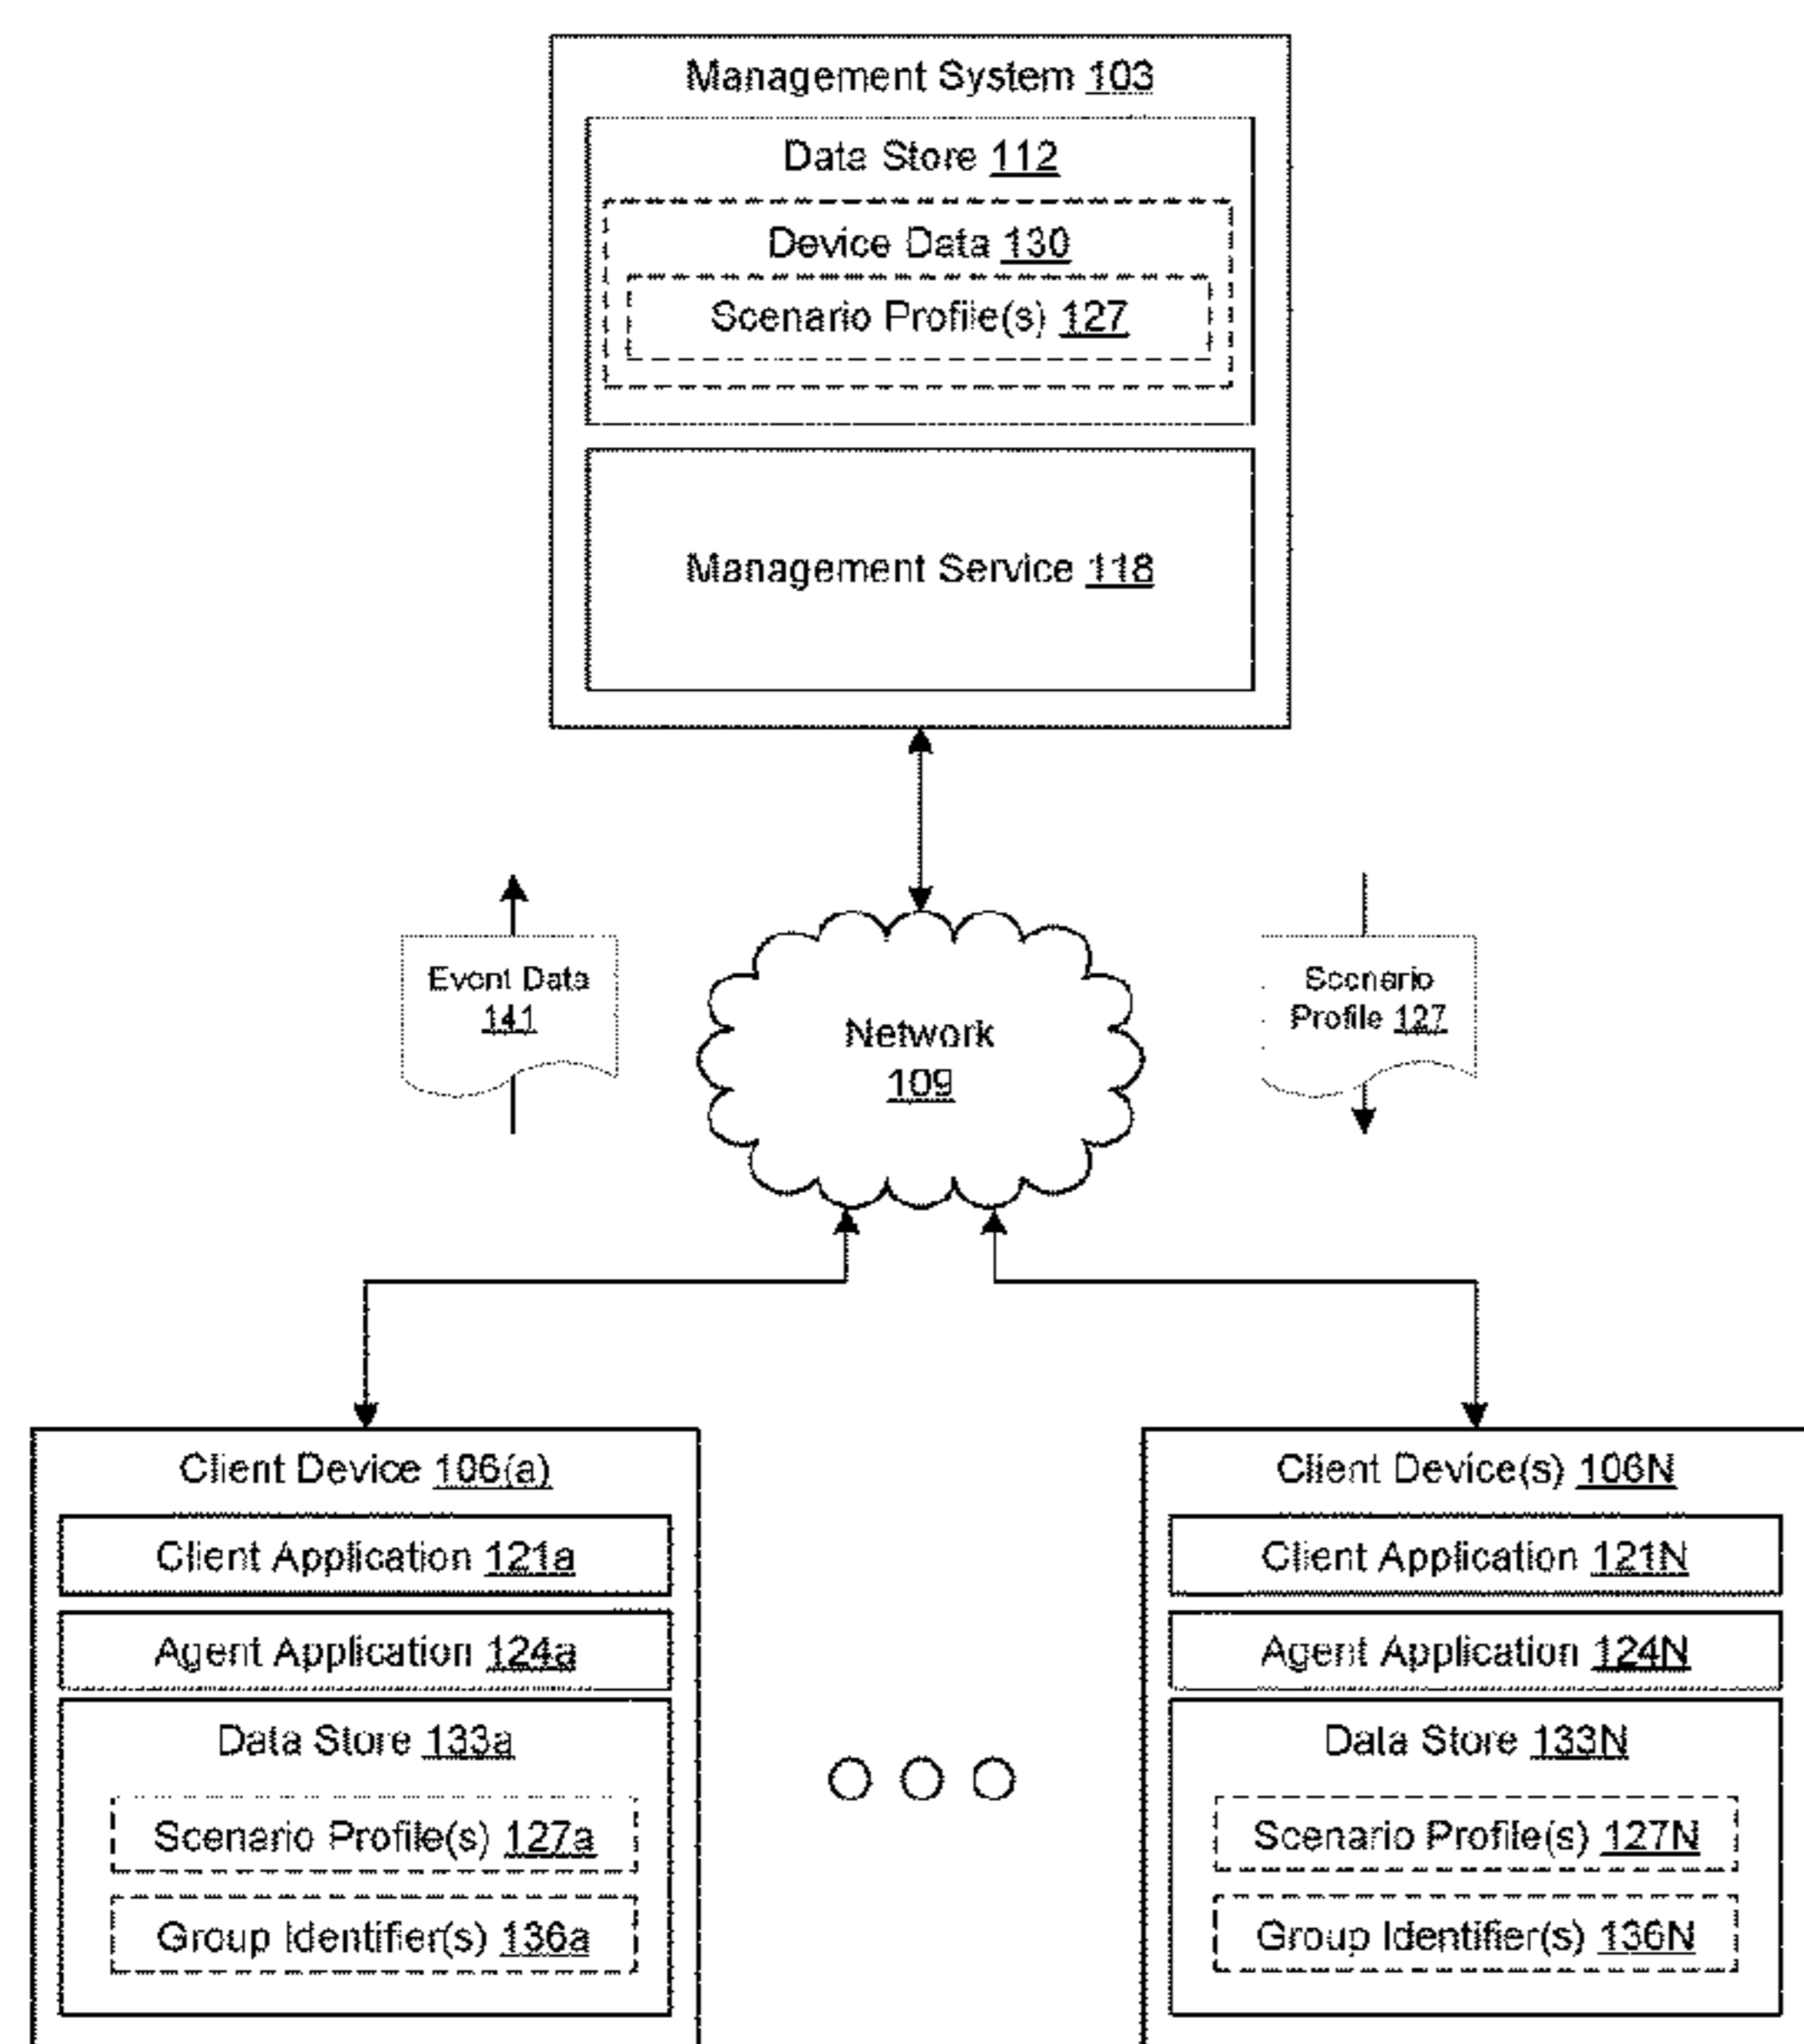 Management System 103
Data Store 112
Device Data 130
Scenario Profile(s) 127
Management Service 118
Event Data
141
Network
109
Scenario
Profile 127
Client Device 106(a)
Client Application 121a
Agent Application 124a
Data Store 133a
Scenario Profile(s) 127a
Group Identifier(s) 136a
Client Device(s) 106N
Client Application 121N
Agent Application 124N
Data Store 133N
Scenario Profile(s) 127N
Group Identifier(s) 136N